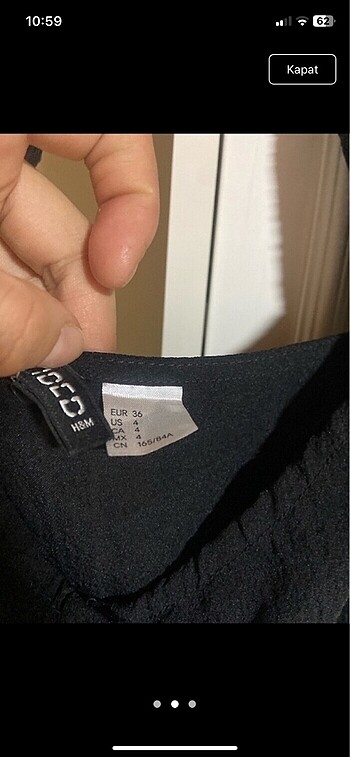 10:59
62
Kapat
H&M
EUR 36
US 4
CA 4
MX 4
CN 165/84A